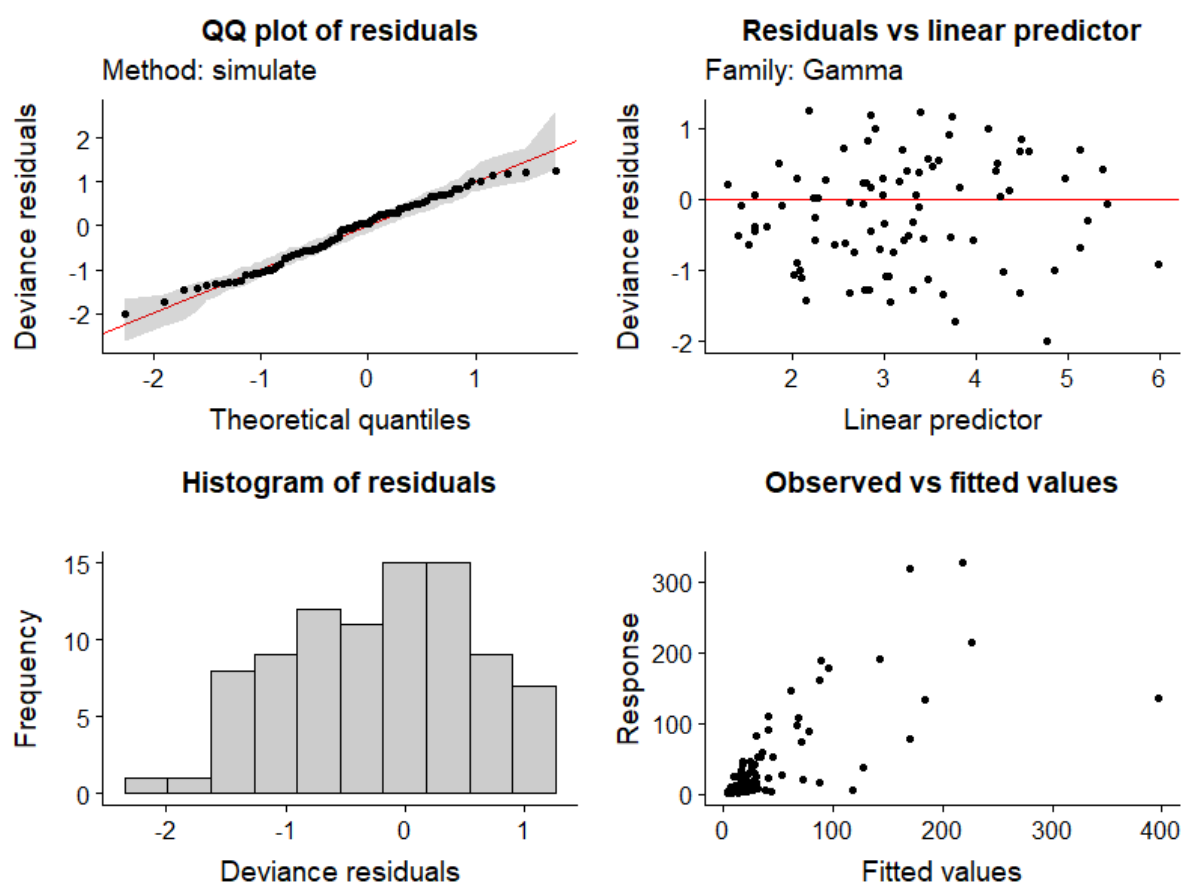 QQ plot of residuals
Method: simulate
Deviance residuals
2
1
0
-1
-2
-2
-1
0
1
Theoretical quantiles
Residuals vs linear predictor
Family: Gamma
Deviance residuals
1
0
-1
-2
2
3
4
5
6
Linear predictor
Histogram of residuals
Frequency
15
10
5
0
-2
-1
0
1
Deviance residuals
Observed vs fitted values
Response
300
200
100
0
0
100
200
300
400
Fitted values